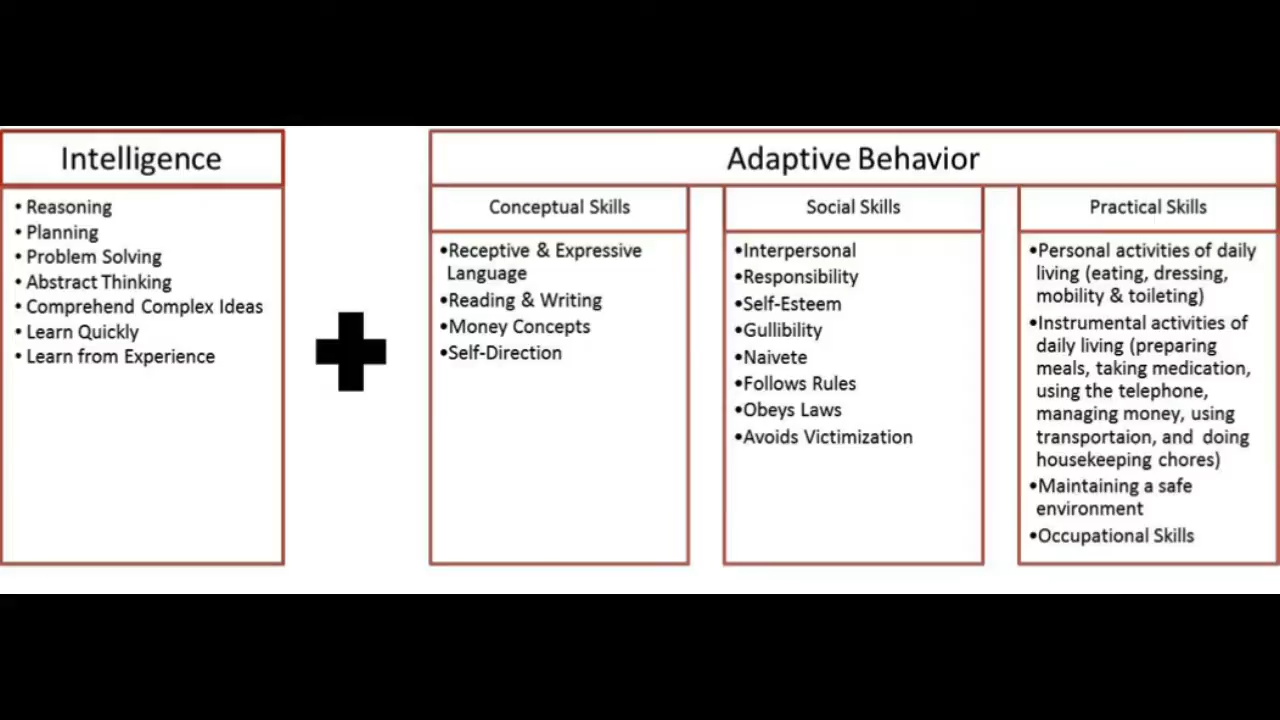 Intelligence
• Reasoning
• Planning
• Problem Solving
• Abstract Thinking
• Comprehend Complex Ideas
• Learn Quickly
• Learn from Experience
Adaptive Behavior
Conceptual Skills
•Receptive & Expressive
Language
•Reading & Writing
•Money Concepts
•Self-Direction
Social Skills
•Interpersonal
•Responsibility
•Self-Esteem
•Gullibility
•Naivete
•Follows Rules
•Obeys Laws
•Avoids Victimization
Practical Skills
•Personal activities of daily
living (eating, dressing,
mobility & toileting)
•Instrumental activities of
daily living (preparing
meals, taking medication,
using the telephone,
managing money, using
transportaion, and doing
housekeeping chores)
•Maintaining a safe
environment
•Occupational Skills